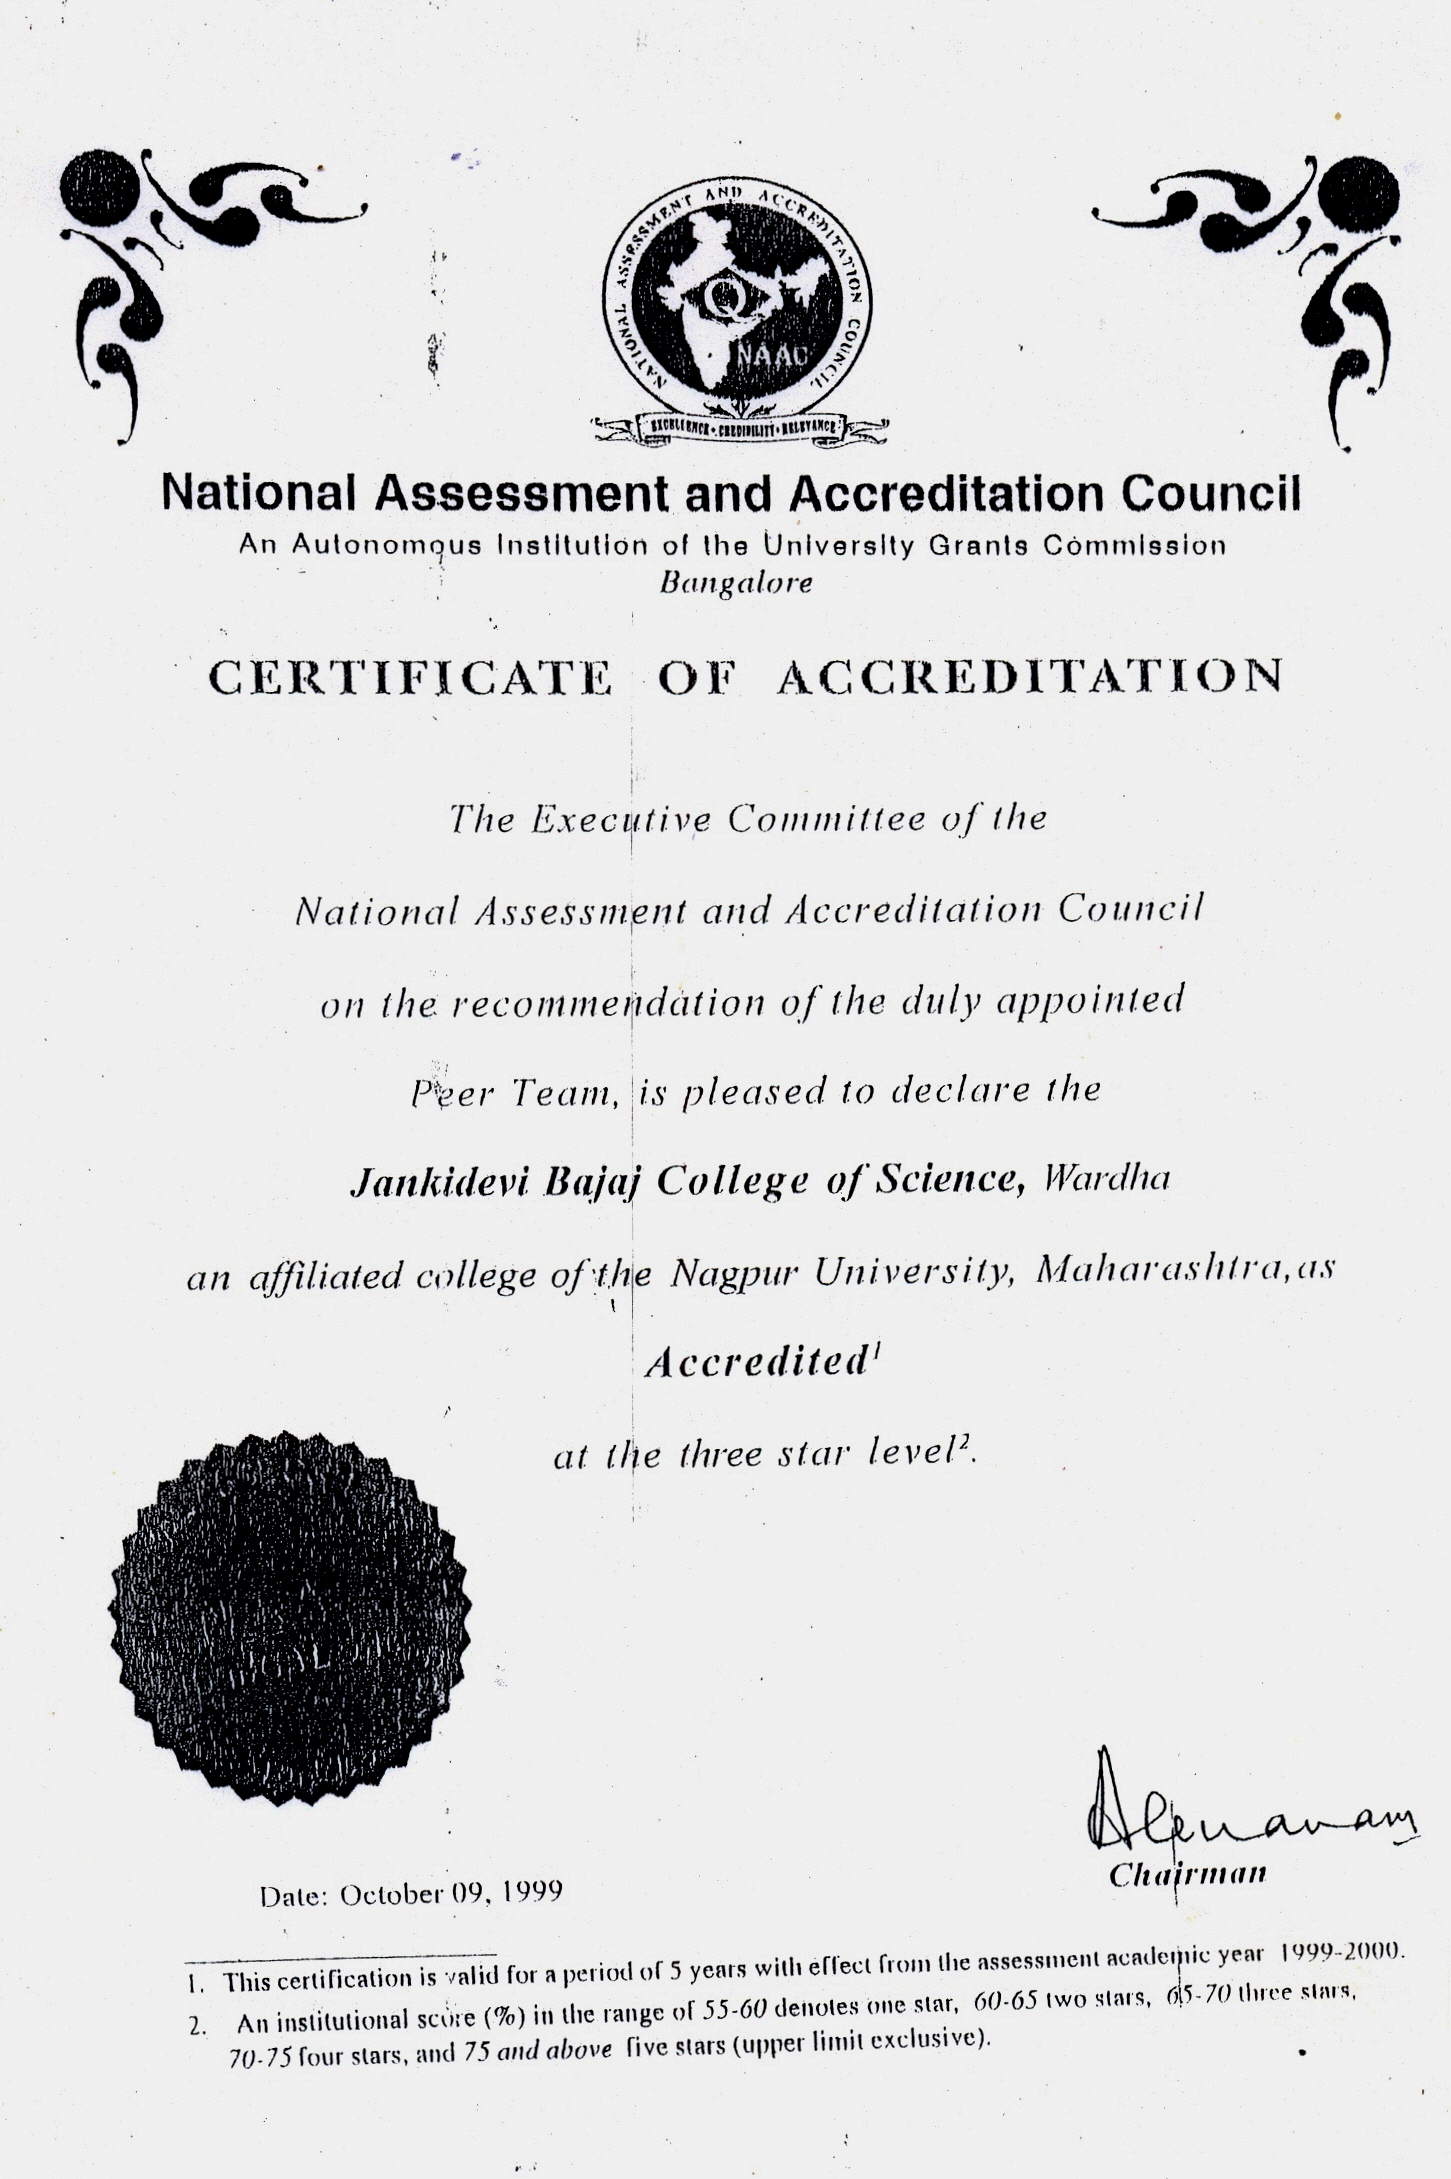 NATIONAL ASSESSMENT AND ACCREDITATION COUNCIL
Q
NAAC
EXCELLENCE • CREDIBILITY • RELEVANCE
National Assessment and Accreditation Council
An Autonomous Institution of the University Grants Commission
Bangalore
CERTIFICATE OF ACCREDITATION
The Executive Committee of the
National Assessment and Accreditation Council
on the recommendation of the duly appointed
Peer Team, is pleased to declare the
Jankidevi Bajaj College of Science, Wardha
an affiliated college of the Nagpur University, Maharashtra, as
Accredited¹
at the three star level².
Chairman
Date: October 09, 1999
1. This certification is valid for a period of 5 years with effect from the assessment academic year 1999-2000.
2. An institutional score (%) in the range of 55-60 denotes one star, 60-65 two stars, 65-70 three stars,
70-75 four stars, and 75 and above five stars (upper limit exclusive).